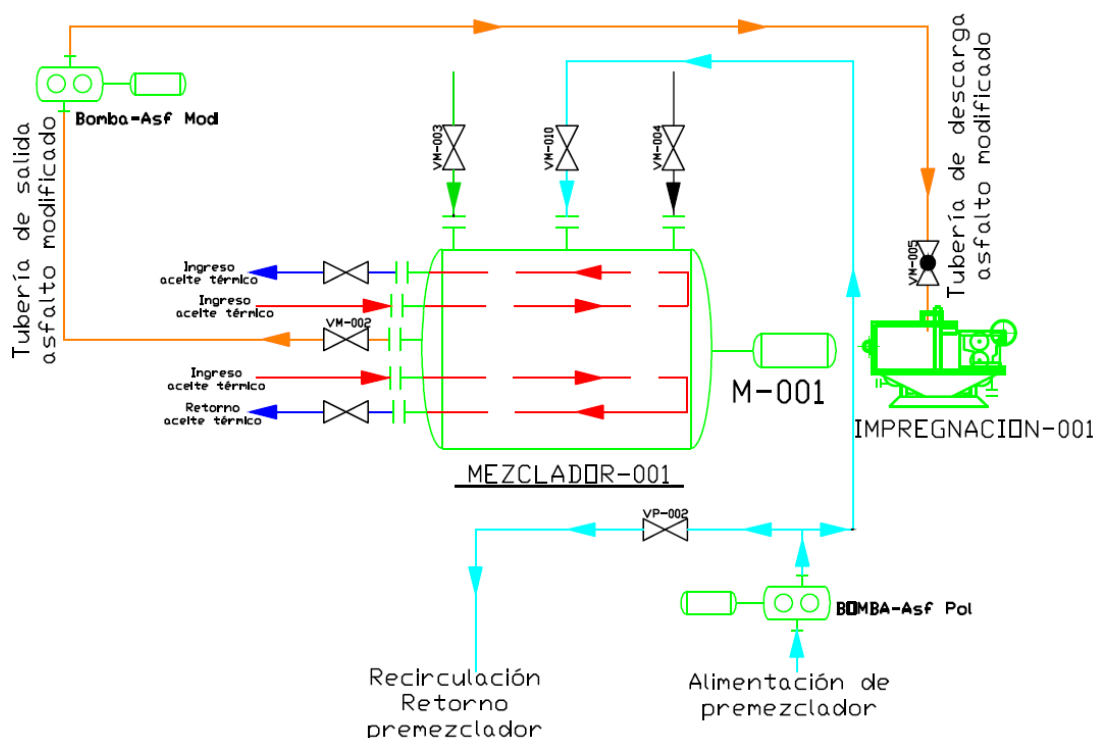 Bomba-Asf Modl
Tubería de salida
asfalto modificado
VM-003
VM-010
VM-004
Tubería de descarga
asfalto modificado
VM-005
Ingreso
aceite térmico
Ingreso
aceite térmico
VM-002
Ingreso
aceite térmico
Retorno
aceite térmico
M-001
IMPREGNACION-001
MEZCLADOR-001
VP-002
BOMBA-Asf Pol
Recirculación
Retorno
premezclador
Alimentación de
premezclador